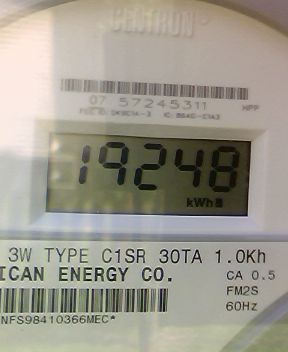 CENTRON®
07 57245311 HPP
19248
kWh
3W TYPE C1SR 30TA 1.0Kh
ICAN ENERGY CO. CA 0.5
FM2S
60Hz
NFS98410366MEC*